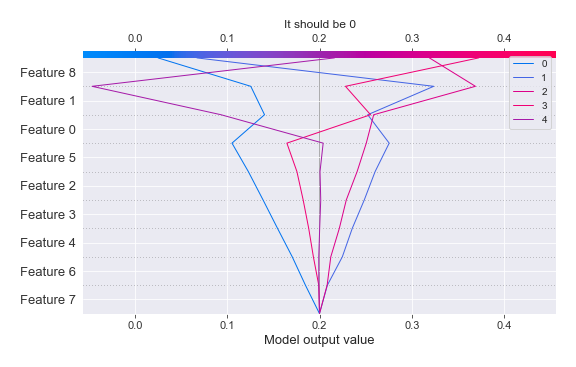 It should be 0
0.0 0.1 0.2 0.3 0.4
0
1
2
3
4
Feature 8
Feature 1
Feature 0
Feature 5
Feature 2
Feature 3
Feature 4
Feature 6
Feature 7
0.0 0.1 0.2 0.3 0.4
Model output value